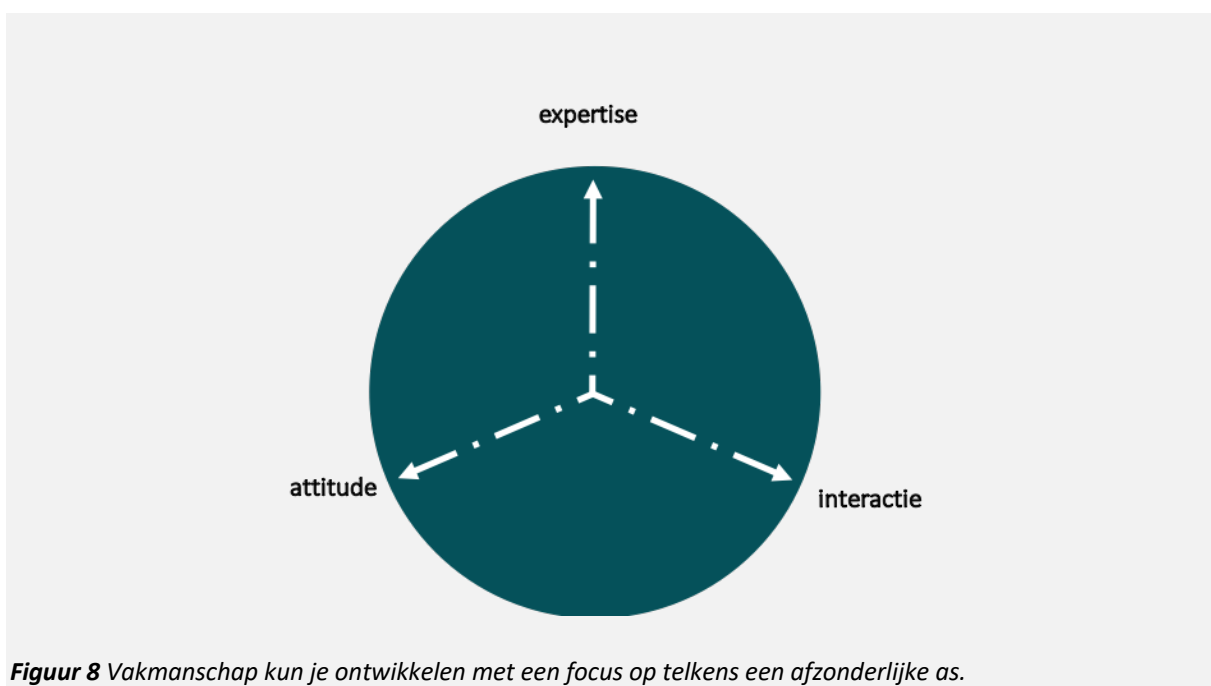 expertise
attitude
interactie
Figuur 8 Vakmanschap kun je ontwikkelen met een focus op telkens een afzonderlijke as.